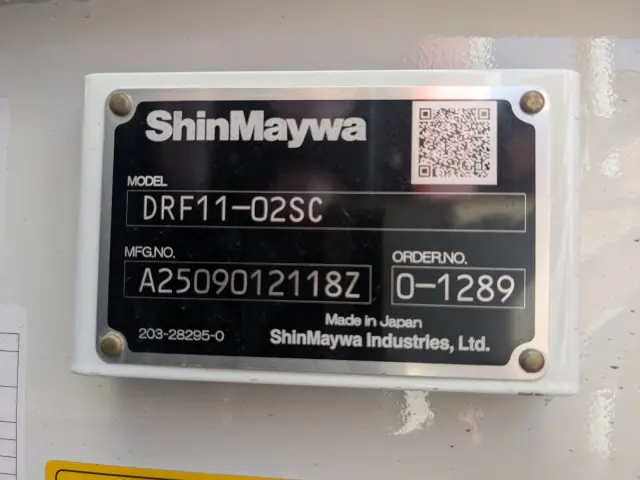 ShinMaywa
MODEL
DRF11-02SC
MFG.NO.
ORDER.NO.
A2509012118Z
0-1289
203-28295-0
Made in Japan
ShinMaywa Industries, Ltd.